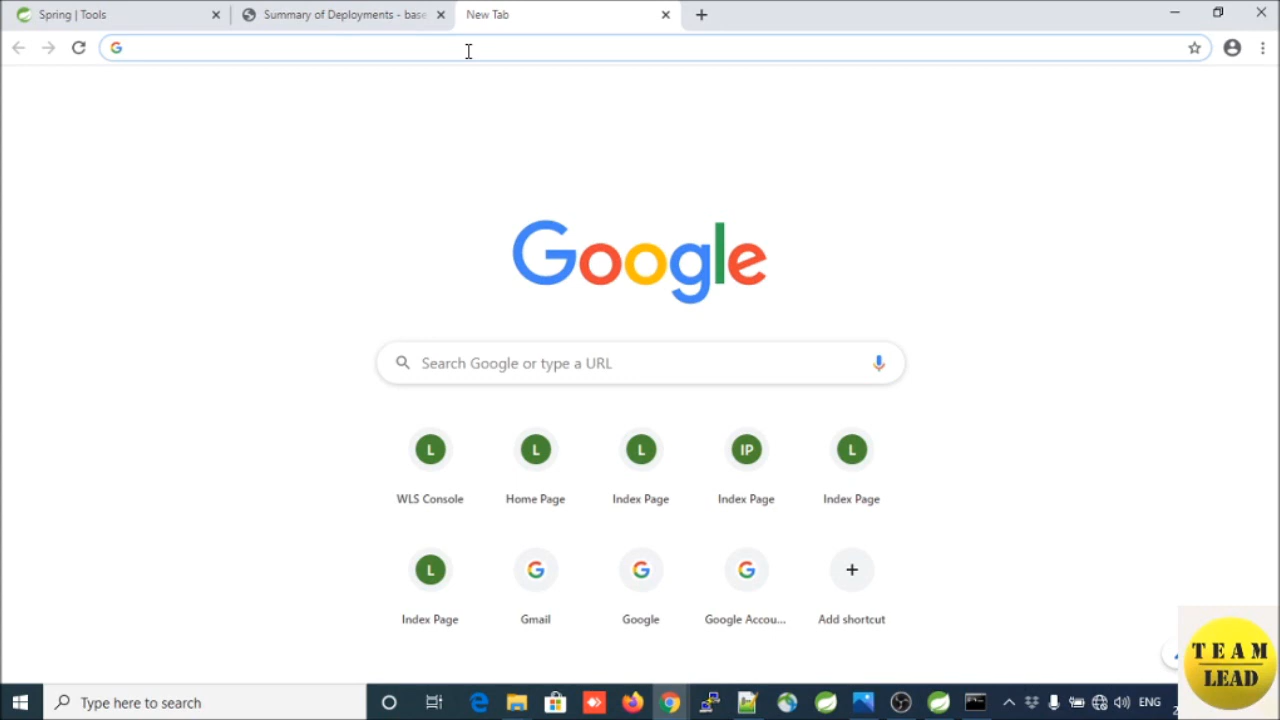 Spring | Tools
Summary of Deployments - base
New Tab
Google
Search Google or type a URL
L
L
L
IP
L
WLS Console
Home Page
Index Page
Index Page
Index Page
L
Index Page
Gmail
Google
Google Accou...
Add shortcut
TEAM
LEAD
Type here to search
ENG